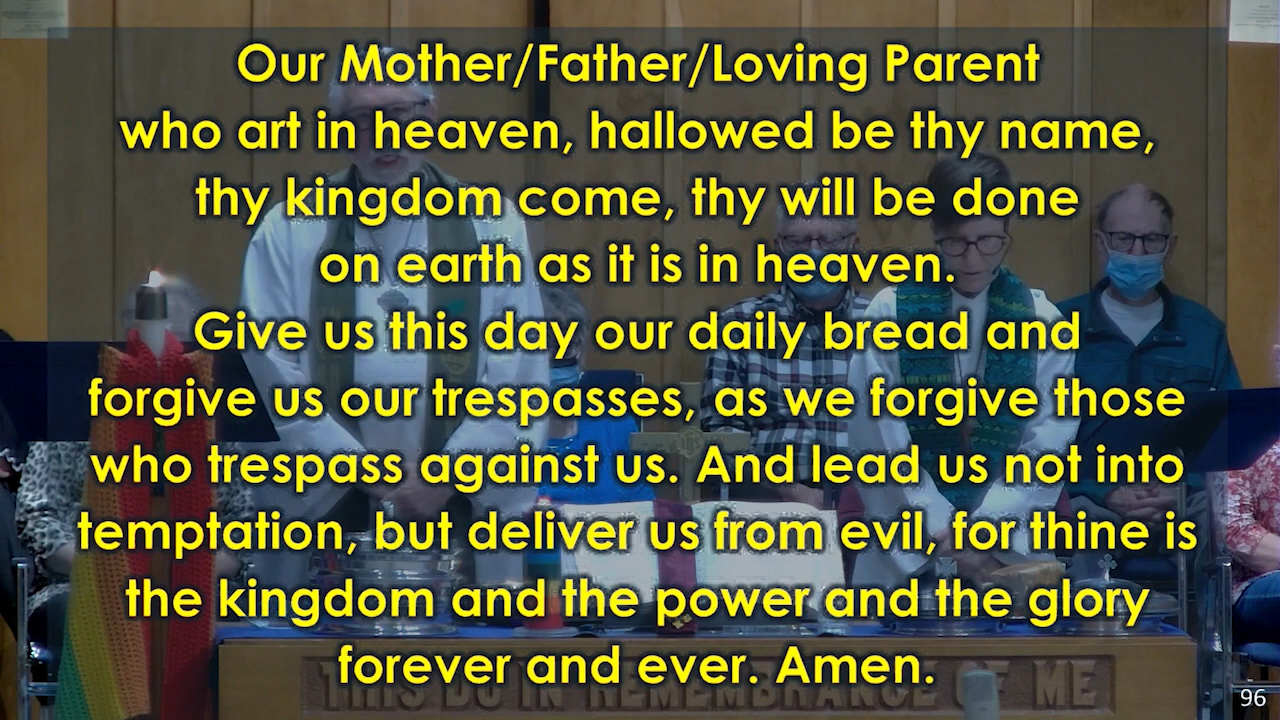 Our Mother/Father/Loving Parent
who art in heaven, hallowed be thy name,
thy kingdom come, thy will be done
on earth as it is in heaven.
Give us this day our daily bread and
forgive us our trespasses, as we forgive those
who trespass against us. And lead us not into
temptation, but deliver us from evil, for thine is
the kingdom and the power and the glory
forever and ever. Amen.
THIS DO IN REMEMBRANCE OF ME
96